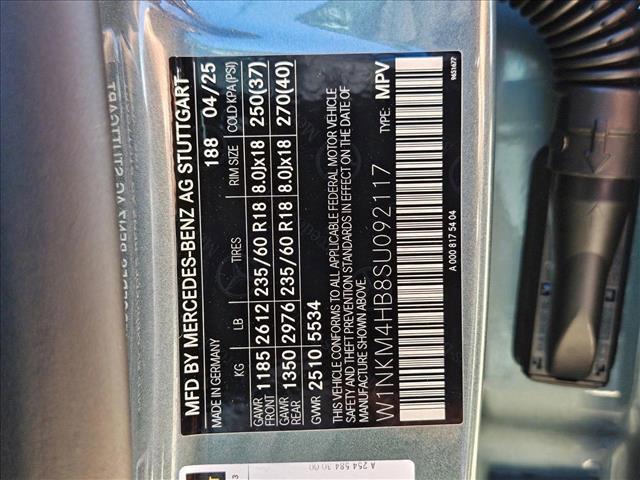 MFD BY MERCEDES-BENZ AG STUTTGART
MADE IN GERMANY 188 04/25
KG LB TIRES RIM SIZE COLD KPA (PSI)
GAWR FRONT 1185 2612 235/60 R18 8.0Jx18 250(37)
GAWR REAR 1350 2976 235/60 R18 8.0Jx18 270(40)
GVWR 2510 5534
THIS VEHICLE CONFORMS TO ALL APPLICABLE FEDERAL MOTOR VEHICLE
SAFETY AND THEFT PREVENTION STANDARDS IN EFFECT ON THE DATE OF
MANUFACTURE SHOWN ABOVE.
W1NKM4HB8SU092117 TYPE: MPV
A 000 817 54 04
A 254 584 30 00